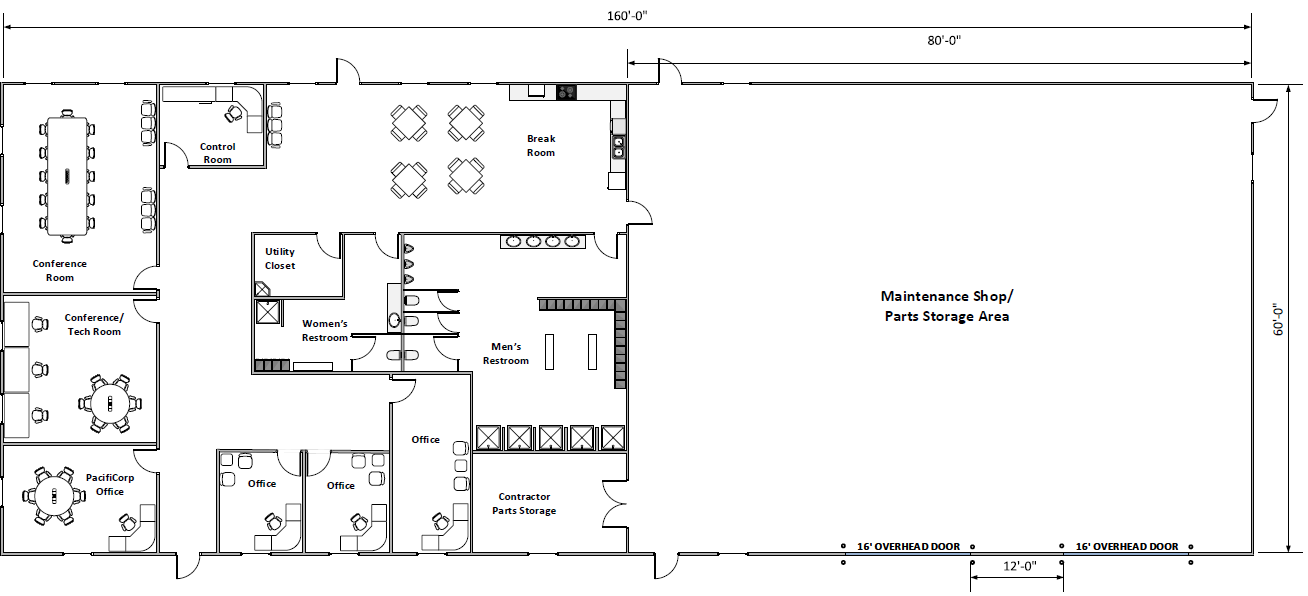 160'-0"
80'-0"
Break
Room
Control
Room
Utility
Closet
Conference
Room
Maintenance Shop/
Parts Storage Area
60'-0"
Conference/
Tech Room
Women's
Restroom
Men's
Restroom
Office
PacifiCorp
Office
Office
Office
Contractor
Parts Storage
16' OVERHEAD DOOR
16' OVERHEAD DOOR
12'-0"